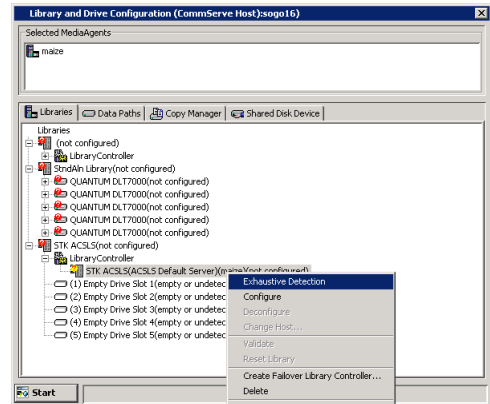 Library and Drive Configuration (CommServe Host):sogo16)
Selected MediaAgents
maize
Libraries
Data Paths
Copy Manager
Shared Disk Device
Libraries
(not configured)
LibraryController
StndAln Library(not configured)
QUANTUM DLT7000(not configured)
QUANTUM DLT7000(not configured)
QUANTUM DLT7000(not configured)
QUANTUM DLT7000(not configured)
QUANTUM DLT7000(not configured)
STK ACSLS(not configured)
LibraryController
STK ACSLS(ACSLS Default Server)(maize)(not configured)
(1) Empty Drive Slot 1(empty or undetec
(2) Empty Drive Slot 2(empty or undetec
(3) Empty Drive Slot 3(empty or undetec
(4) Empty Drive Slot 4(empty or undetec
(5) Empty Drive Slot 5(empty or undetec
Exhaustive Detection
Configure
Deconfigure
Change Host...
Validate
Reset Library
Create Failover Library Controller...
Delete
Start